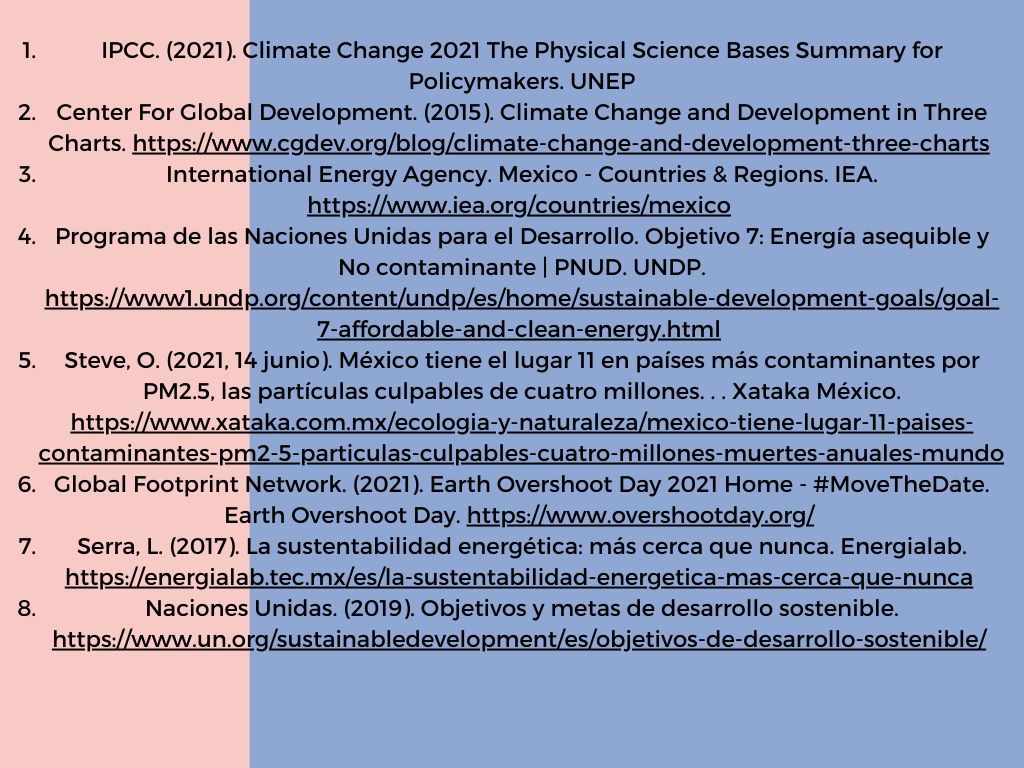 1. IPCC. (2021). Climate Change 2021 The Physical Science Bases Summary for
Policymakers. UNEP
2. Center For Global Development. (2015). Climate Change and Development in Three
Charts. https://www.cgdev.org/blog/climate-change-and-development-three-charts
3. International Energy Agency. Mexico - Countries & Regions. IEA.
https://www.iea.org/countries/mexico
4. Programa de las Naciones Unidas para el Desarrollo. Objetivo 7: Energía asequible y
No contaminante | PNUD. UNDP.
https://www1.undp.org/content/undp/es/home/sustainable-development-goals/goal-
7-affordable-and-clean-energy.html
5. Steve, O. (2021, 14 junio). México tiene el lugar 11 en países más contaminantes por
PM2.5, las partículas culpables de cuatro millones. . . Xataka México.
https://www.xataka.com.mx/ecologia-y-naturaleza/mexico-tiene-lugar-11-paises-
contaminantes-pm2-5-particulas-culpables-cuatro-millones-muertes-anuales-mundo
6. Global Footprint Network. (2021). Earth Overshoot Day 2021 Home - #MoveTheDate.
Earth Overshoot Day. https://www.overshootday.org/
7. Serra, L. (2017). La sustentabilidad energética: más cerca que nunca. Energialab.
https://energialab.tec.mx/es/la-sustentabilidad-energetica-mas-cerca-que-nunca
8. Naciones Unidas. (2019). Objetivos y metas de desarrollo sostenible.
https://www.un.org/sustainabledevelopment/es/objetivos-de-desarrollo-sostenible/